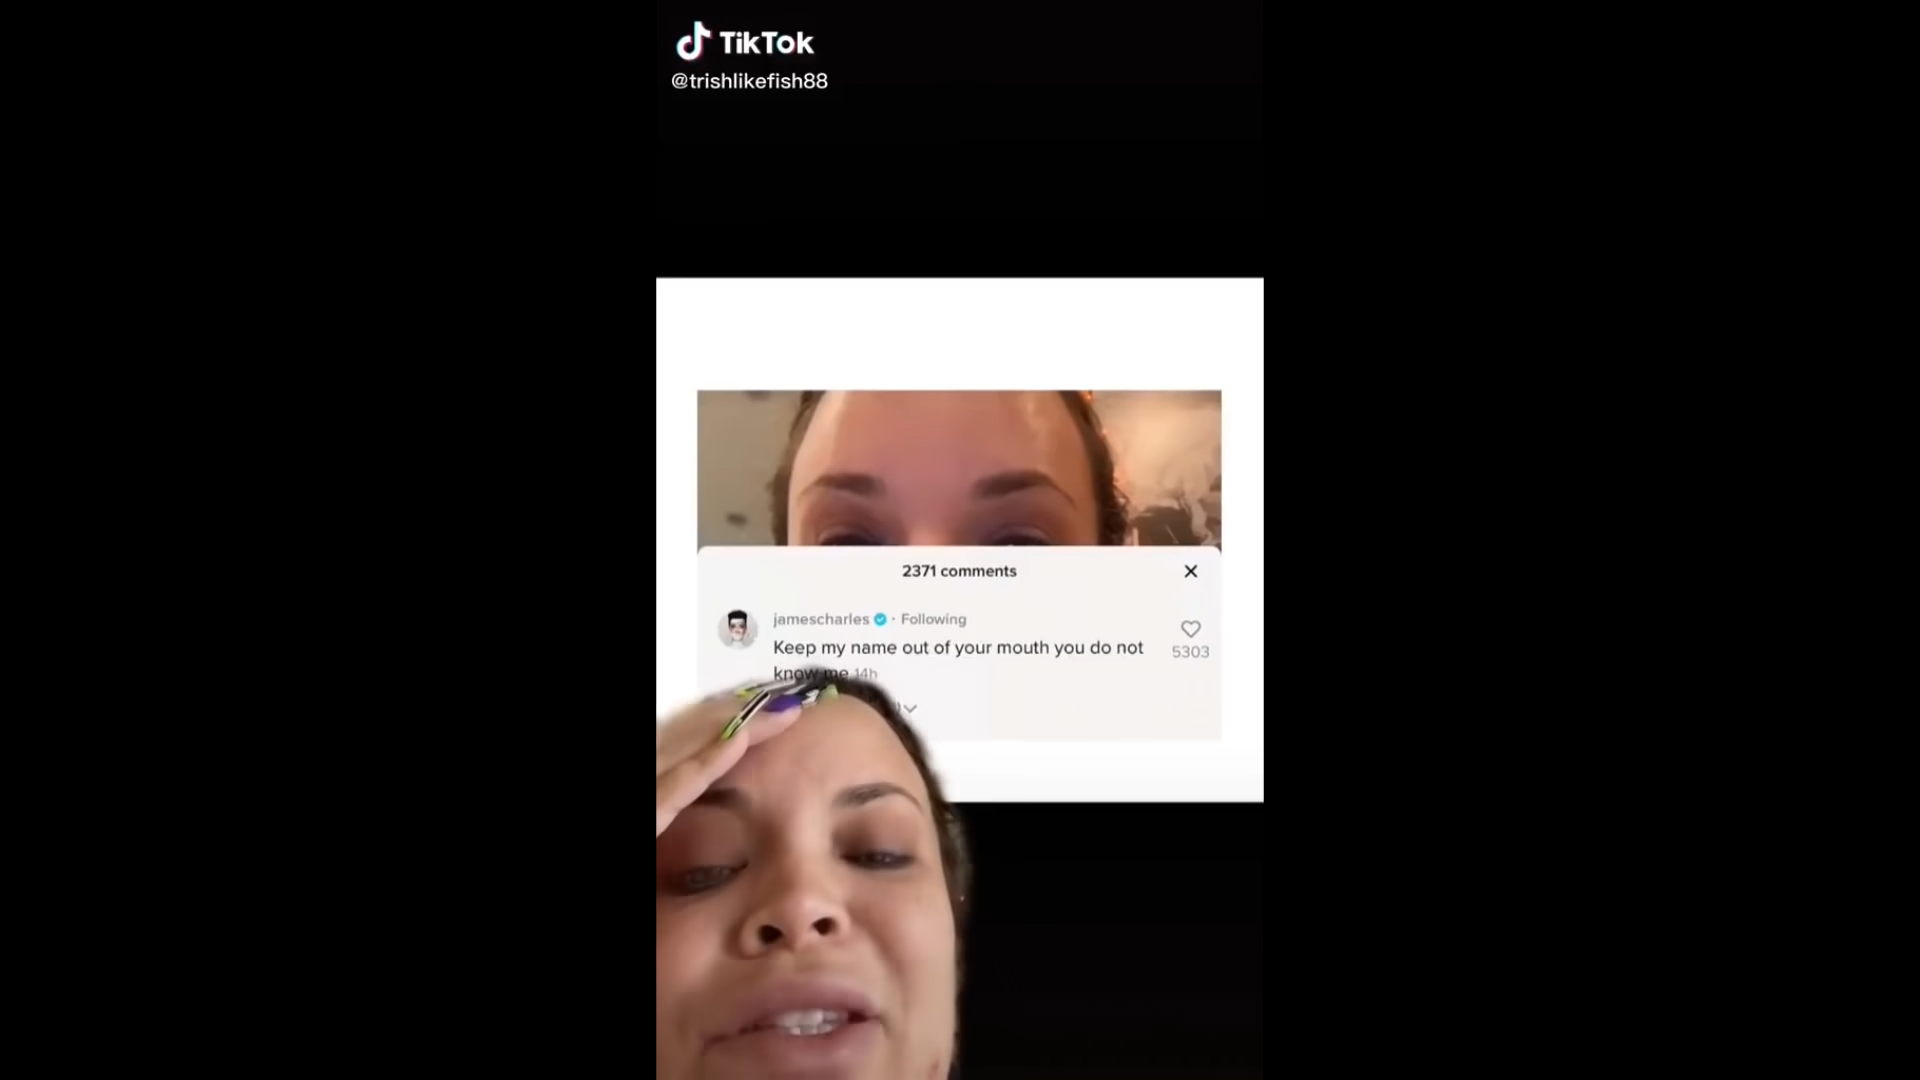 TikTok
@trishlikefish88
2371 comments
jamescharles · Following
Keep my name out of your mouth you do not
know me 14h
5303